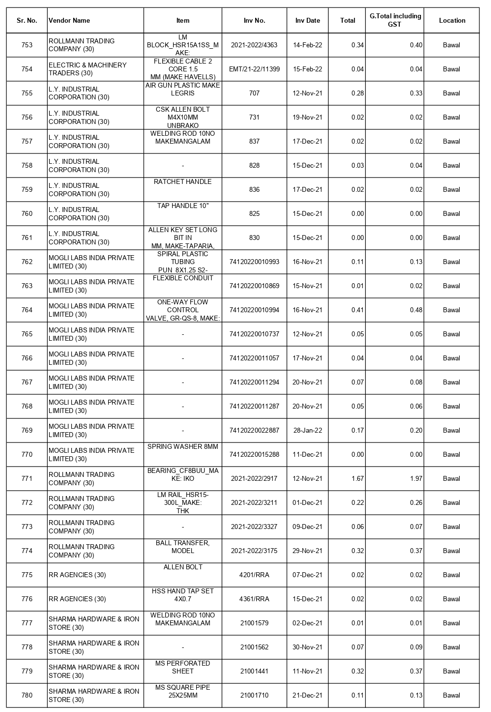 Sr. No. Vendor Name Item Inv No. Inv Date Total G.Total including GST Location
753 ROLLMANN TRADING COMPANY (30) LM BLOCK_HSR15A1SS_M AKE: 2021-2022/4363 14-Feb-22 0.34 0.40 Bawal
754 ELECTRIC & MACHINERY TRADERS (30) FLEXIBLE CABLE 2 CORE 1.5 MM (MAKE HAVELLS) EMT/21-22/11399 15-Feb-22 0.04 0.04 Bawal
755 L.Y. INDUSTRIAL CORPORATION (30) AIR GUN PLASTIC MAKE LEGRIS 707 12-Nov-21 0.28 0.33 Bawal
756 L.Y. INDUSTRIAL CORPORATION (30) CSK ALLEN BOLT M4X10MM UNBRAKO 731 19-Nov-21 0.02 0.02 Bawal
757 L.Y. INDUSTRIAL CORPORATION (30) WELDING ROD 10NO MAKEMANGALAM 837 17-Dec-21 0.02 0.02 Bawal
758 L.Y. INDUSTRIAL CORPORATION (30) - 828 15-Dec-21 0.03 0.04 Bawal
759 L.Y. INDUSTRIAL CORPORATION (30) RATCHET HANDLE 836 17-Dec-21 0.02 0.02 Bawal
760 L.Y. INDUSTRIAL CORPORATION (30) TAP HANDLE 10" 825 15-Dec-21 0.00 0.00 Bawal
761 L.Y. INDUSTRIAL CORPORATION (30) ALLEN KEY SET LONG BIT IN MM, MAKE-TAPARIA, 830 15-Dec-21 0.00 0.00 Bawal
762 MOGLI LABS INDIA PRIVATE LIMITED (30) SPIRAL PLASTIC TUBING PUN_8X1.25 S2- 74120220010993 16-Nov-21 0.11 0.13 Bawal
763 MOGLI LABS INDIA PRIVATE LIMITED (30) FLEXIBLE CONDUIT 74120220010869 15-Nov-21 0.01 0.02 Bawal
764 MOGLI LABS INDIA PRIVATE LIMITED (30) ONE-WAY FLOW CONTROL VALVE, GR-QS-8, MAKE: 74120220010994 16-Nov-21 0.41 0.48 Bawal
765 MOGLI LABS INDIA PRIVATE LIMITED (30) - 74120220010737 12-Nov-21 0.05 0.05 Bawal
766 MOGLI LABS INDIA PRIVATE LIMITED (30) - 74120220011057 17-Nov-21 0.04 0.04 Bawal
767 MOGLI LABS INDIA PRIVATE LIMITED (30) - 74120220011294 20-Nov-21 0.07 0.08 Bawal
768 MOGLI LABS INDIA PRIVATE LIMITED (30) - 74120220011287 20-Nov-21 0.05 0.06 Bawal
769 MOGLI LABS INDIA PRIVATE LIMITED (30) - 74120220022887 28-Jan-22 0.17 0.20 Bawal
770 MOGLI LABS INDIA PRIVATE LIMITED (30) SPRING WASHER 8MM 74120220015288 11-Dec-21 0.00 0.00 Bawal
771 ROLLMANN TRADING COMPANY (30) BEARING_CF8BUU_MA KE: IKO 2021-2022/2917 12-Nov-21 1.67 1.97 Bawal
772 ROLLMANN TRADING COMPANY (30) LM RAIL_HSR15-300L_MAKE: THK 2021-2022/3211 01-Dec-21 0.22 0.26 Bawal
773 ROLLMANN TRADING COMPANY (30) - 2021-2022/3327 09-Dec-21 0.06 0.07 Bawal
774 ROLLMANN TRADING COMPANY (30) BALL TRANSFER, MODEL 2021-2022/3175 29-Nov-21 0.32 0.37 Bawal
775 RR AGENCIES (30) ALLEN BOLT 4201/RRA 07-Dec-21 0.02 0.02 Bawal
776 RR AGENCIES (30) HSS HAND TAP SET 4X0.7 4361/RRA 15-Dec-21 0.02 0.02 Bawal
777 SHARMA HARDWARE & IRON STORE (30) WELDING ROD 10NO MAKEMANGALAM 21001579 02-Dec-21 0.01 0.01 Bawal
778 SHARMA HARDWARE & IRON STORE (30) - 21001562 30-Nov-21 0.07 0.09 Bawal
779 SHARMA HARDWARE & IRON STORE (30) MS PERFORATED SHEET 21001441 11-Nov-21 0.32 0.37 Bawal
780 SHARMA HARDWARE & IRON STORE (30) MS SQUARE PIPE 25X25MM 21001710 21-Dec-21 0.11 0.13 Bawal